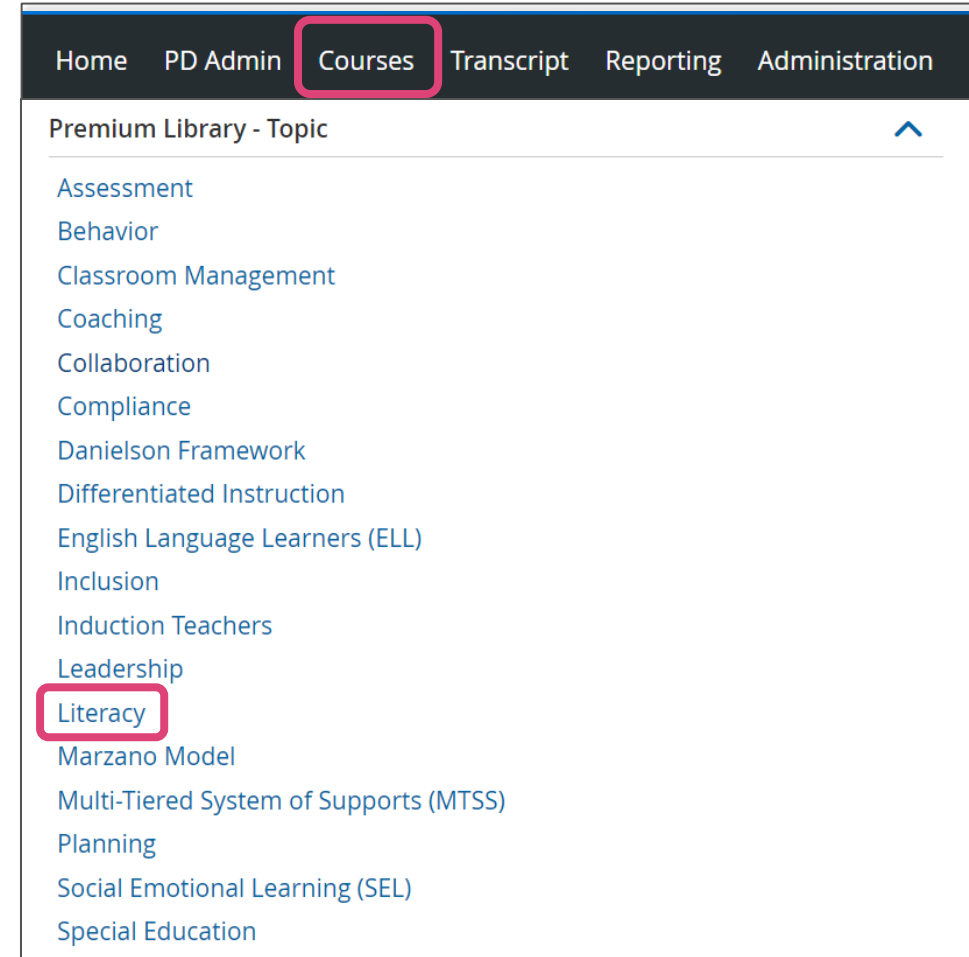 Home PD Admin Courses Transcript Reporting Administration
Premium Library - Topic
Assessment
Behavior
Classroom Management
Coaching
Collaboration
Compliance
Danielson Framework
Differentiated Instruction
English Language Learners (ELL)
Inclusion
Induction Teachers
Leadership
Literacy
Marzano Model
Multi-Tiered System of Supports (MTSS)
Planning
Social Emotional Learning (SEL)
Special Education